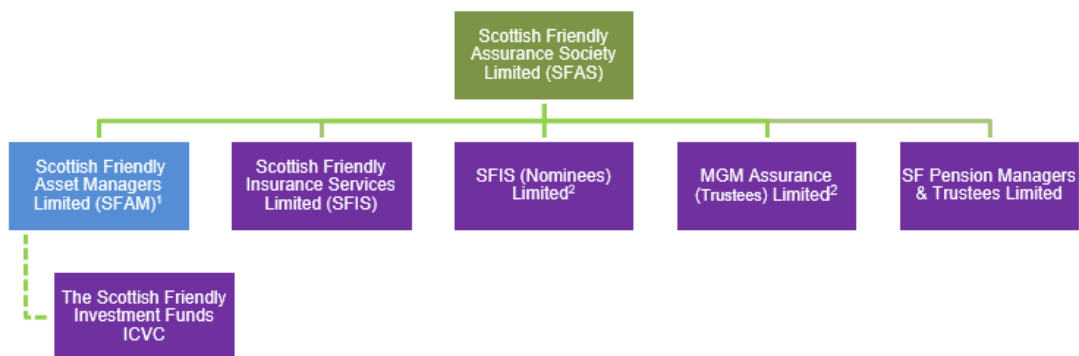 Scottish Friendly
Assurance Society
Limited (SFAS)
Scottish Friendly
Asset Managers
Limited (SFAM)¹
Scottish Friendly
Insurance Services
Limited (SFIS)
SFIS (Nominees)
Limited²
MGM Assurance
(Trustees) Limited²
SF Pension Managers
& Trustees Limited
The Scottish Friendly
Investment Funds
ICVC